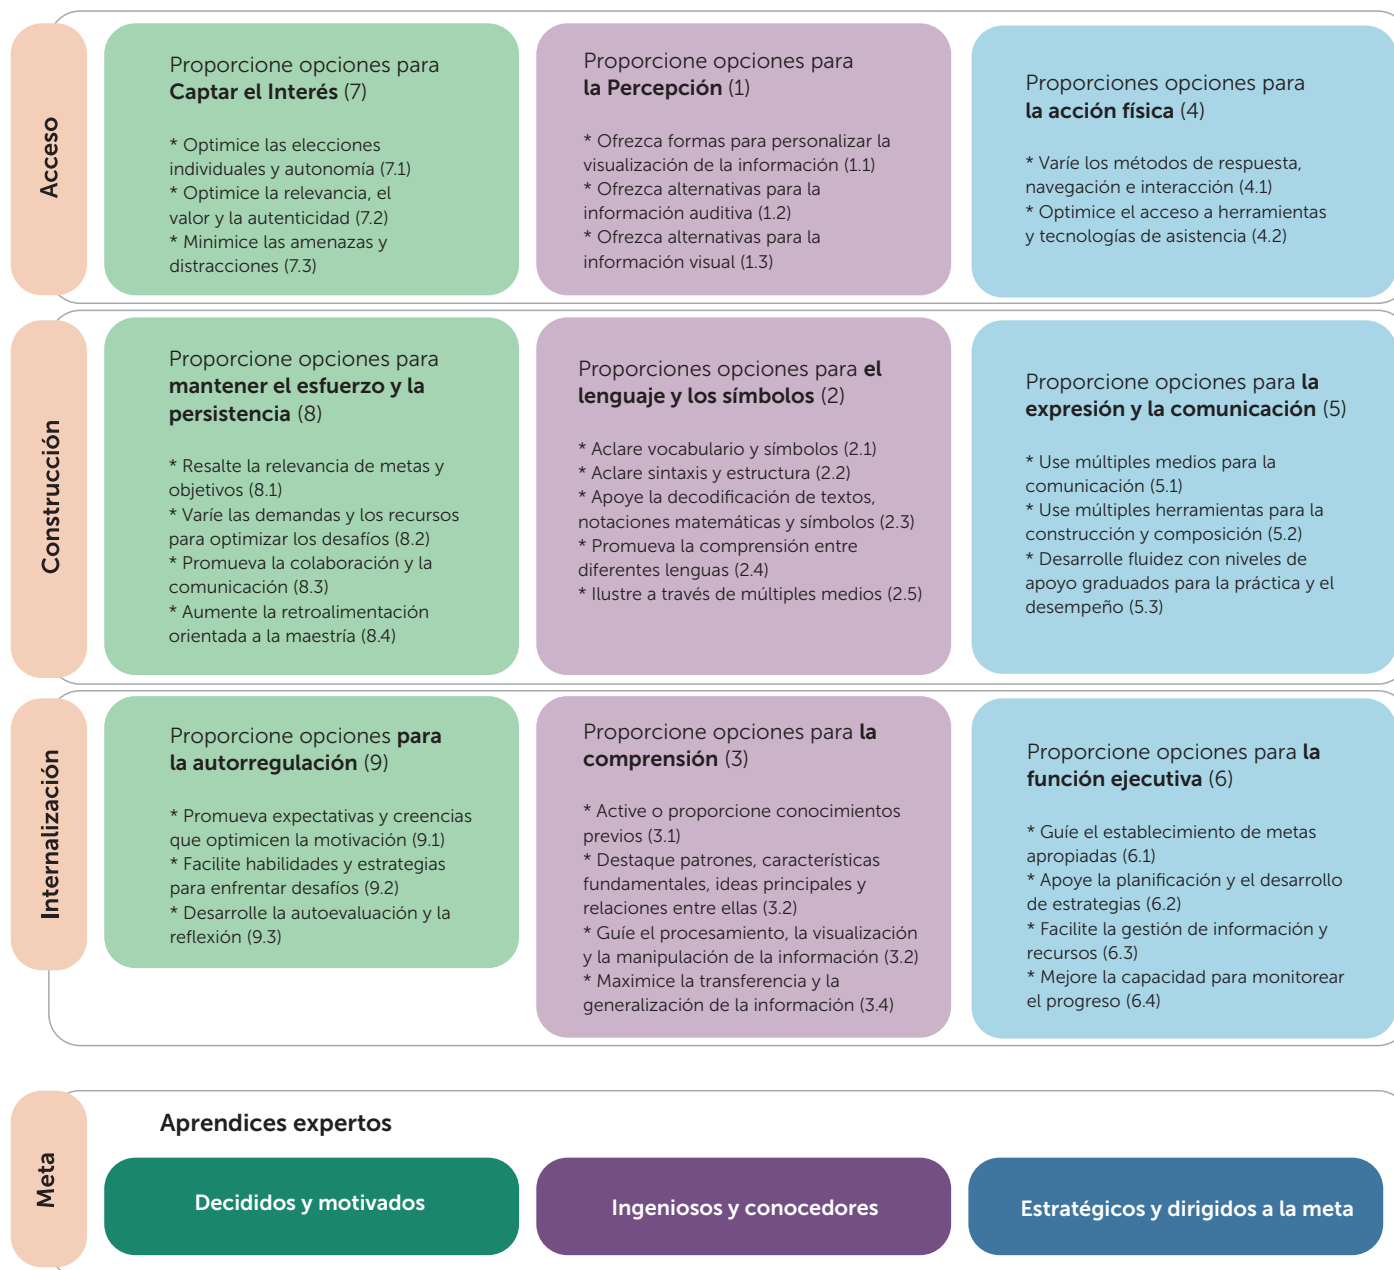 Acceso
Proporcione opciones para
Captar el Interés (7)
* Optimice las elecciones
individuales y autonomía (7.1)
* Optimice la relevancia, el
valor y la autenticidad (7.2)
* Minimice las amenazas y
distracciones (7.3)
Proporcione opciones para
la Percepción (1)
* Ofrezca formas para personalizar la
visualización de la información (1.1)
* Ofrezca alternativas para la
información auditiva (1.2)
* Ofrezca alternativas para la
información visual (1.3)
Proporciones opciones para
la acción física (4)
* Varíe los métodos de respuesta,
navegación e interacción (4.1)
* Optimice el acceso a herramientas
y tecnologías de asistencia (4.2)
Construcción
Proporcione opciones para
mantener el esfuerzo y la
persistencia (8)
* Resalte la relevancia de metas y
objetivos (8.1)
* Varíe las demandas y los recursos
para optimizar los desafíos (8.2)
* Promueva la colaboración y la
comunicación (8.3)
* Aumente la retroalimentación
orientada a la maestría (8.4)
Proporciones opciones para el
lenguaje y los símbolos (2)
* Aclare vocabulario y símbolos (2.1)
* Aclare sintaxis y estructura (2.2)
* Apoye la decodificación de textos,
notaciones matemáticas y símbolos (2.3)
* Promueva la comprensión entre
diferentes lenguas (2.4)
* Ilustre a través de múltiples medios (2.5)
Proporcione opciones para la
expresión y la comunicación (5)
* Use múltiples medios para la
comunicación (5.1)
* Use múltiples herramientas para la
construcción y composición (5.2)
* Desarrolle fluidez con niveles de
apoyo graduados para la práctica y el
desempeño (5.3)
Internalización
Proporcione opciones para
la autorregulación (9)
* Promueva expectativas y creencias
que optimicen la motivación (9.1)
* Facilite habilidades y estrategias
para enfrentar desafíos (9.2)
* Desarrolle la autoevaluación y la
reflexión (9.3)
Proporcione opciones para la
comprensión (3)
* Active o proporcione conocimientos
previos (3.1)
* Destaque patrones, características
fundamentales, ideas principales y
relaciones entre ellas (3.2)
* Guíe el procesamiento, la visualización
y la manipulación de la información (3.2)
* Maximice la transferencia y la
generalización de la información (3.4)
Proporcione opciones para la
función ejecutiva (6)
* Guíe el establecimiento de metas
apropiadas (6.1)
* Apoye la planificación y el desarrollo
de estrategias (6.2)
* Facilite la gestión de información y
recursos (6.3)
* Mejore la capacidad para monitorear
el progreso (6.4)
Meta
Aprendices expertos
Decididos y motivados
Ingeniosos y conocedores
Estratégicos y dirigidos a la meta